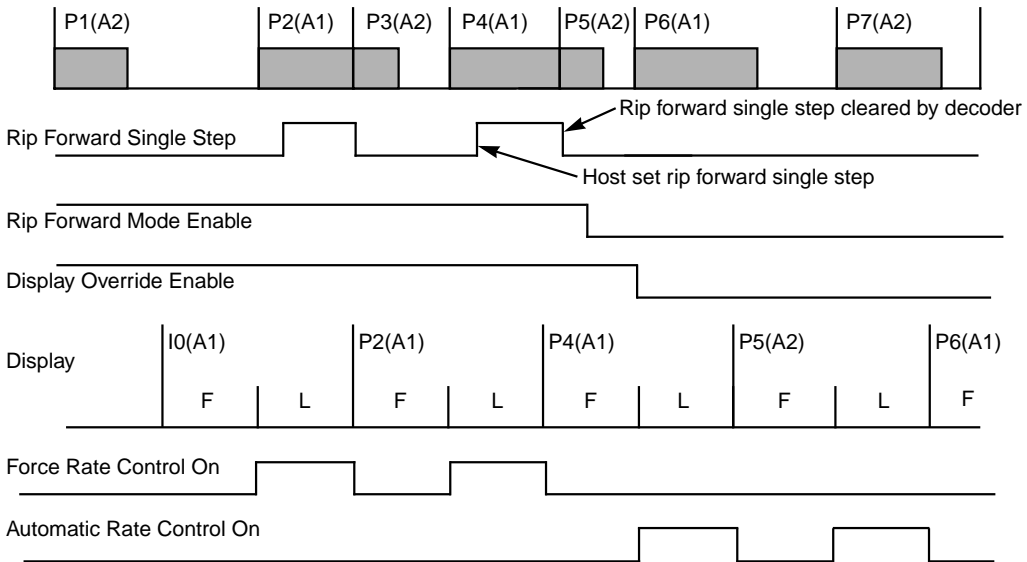 P1(A2) P2(A1) P3(A2) P4(A1) P5(A2) P6(A1) P7(A2)
Rip forward single step cleared by decoder
Rip Forward Single Step
Host set rip forward single step
Rip Forward Mode Enable
Display Override Enable
I0(A1) P2(A1) P4(A1) P5(A2) P6(A1)
Display
F L F L F L F L F
Force Rate Control On
Automatic Rate Control On